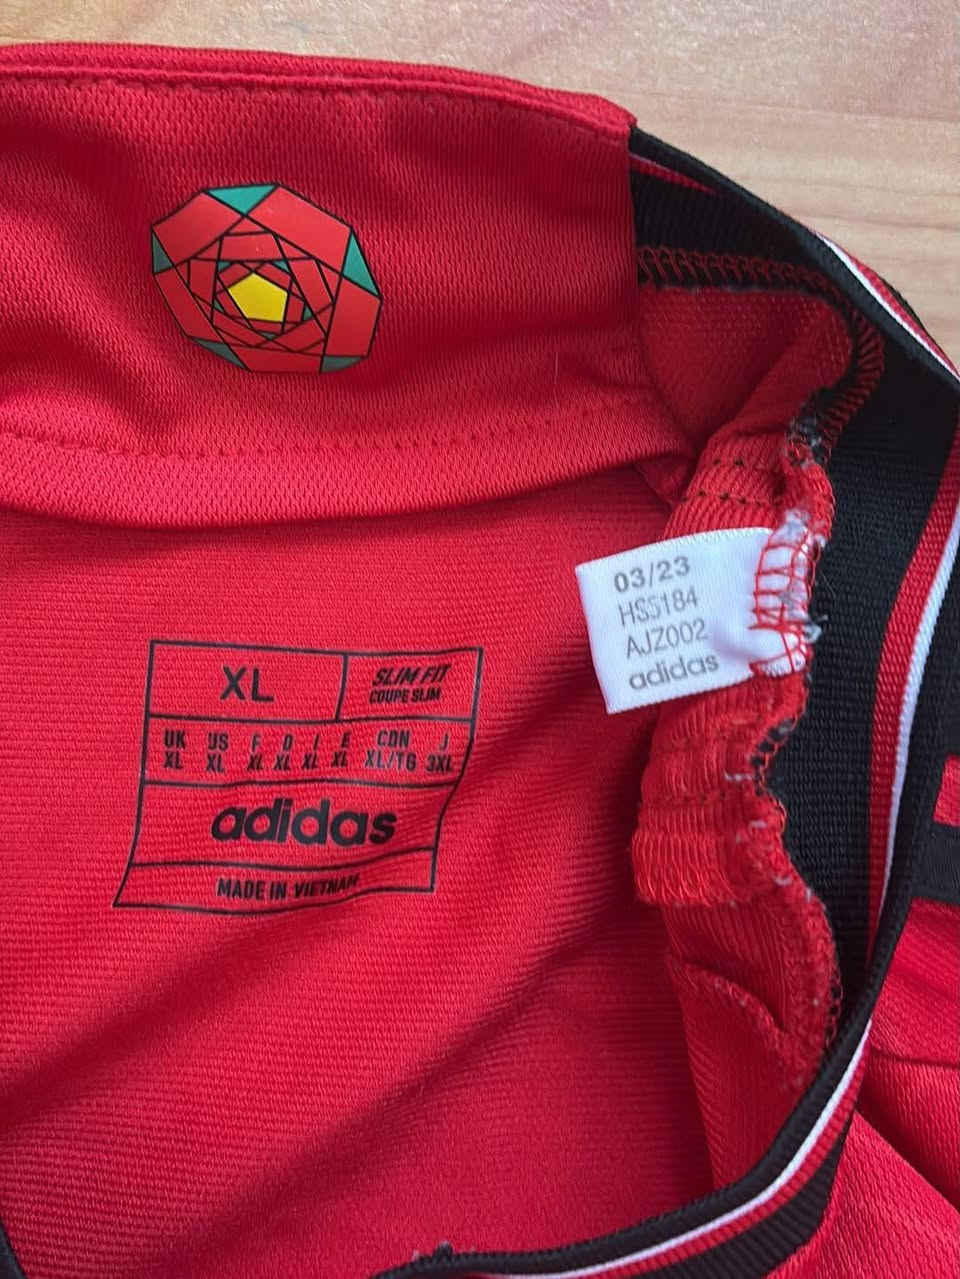 03/23
HS5184
AJZ002
adidas
XL
SLIM FIT
COUPE SLIM
UK US F D I E CDN J
XL XL XL XL XL XL XL/TG 3XL
adidas
MADE IN VIETNAM